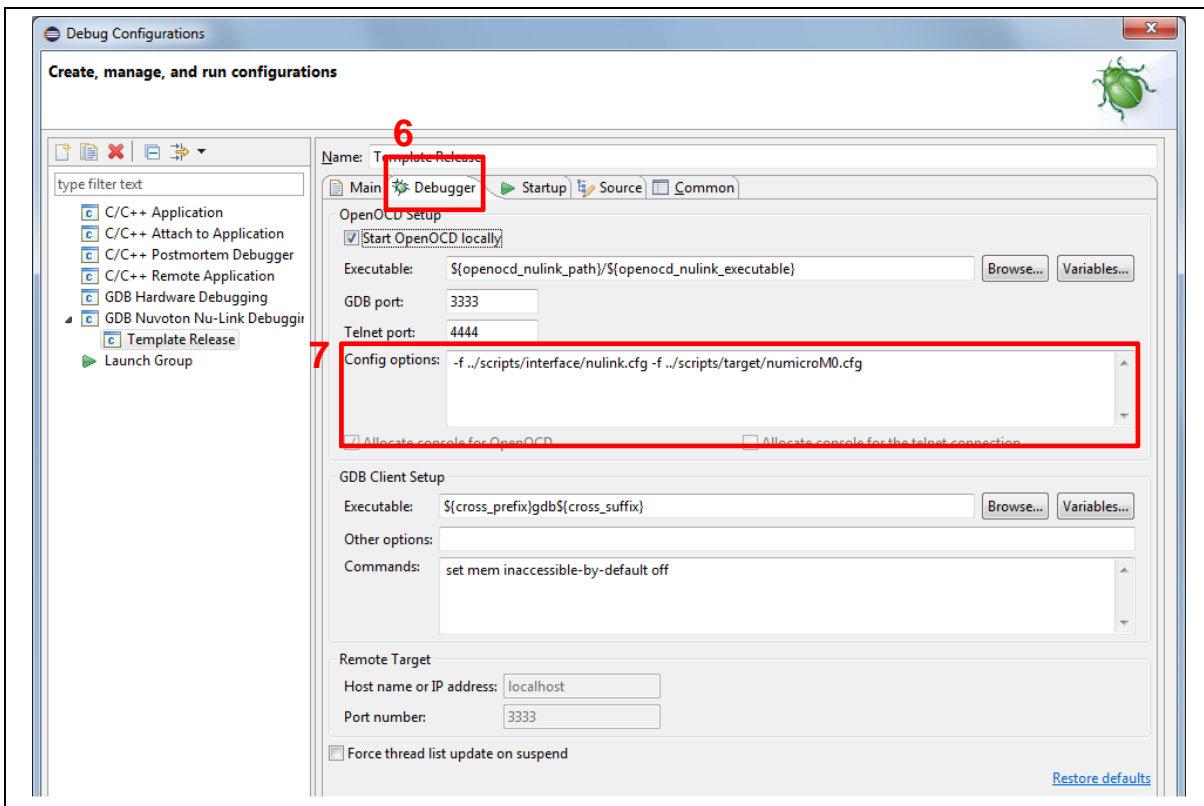 Debug Configurations
x
Create, manage, and run configurations
6
Name: Template Release
type filter text
Main Debugger Startup Source Common
C/C++ Application
C/C++ Attach to Application
C/C++ Postmortem Debugger
C/C++ Remote Application
GDB Hardware Debugging
GDB Nuvoton Nu-Link Debuggin
Template Release
Launch Group
OpenOCD Setup
Start OpenOCD locally
Executable: ${openocd_nulink_path}/${openocd_nulink_executable} Browse... Variables...
GDB port: 3333
Telnet port: 4444
7
Config options: -f ../scripts/interface/nulink.cfg -f ../scripts/target/numicroM0.cfg
Allocate console for OpenOCD Allocate console for the telnet connection
GDB Client Setup
Executable: ${cross_prefix}gdb${cross_suffix} Browse... Variables...
Other options:
Commands: set mem inaccessible-by-default off
Remote Target
Host name or IP address: localhost
Port number: 3333
Force thread list update on suspend
Restore defaults